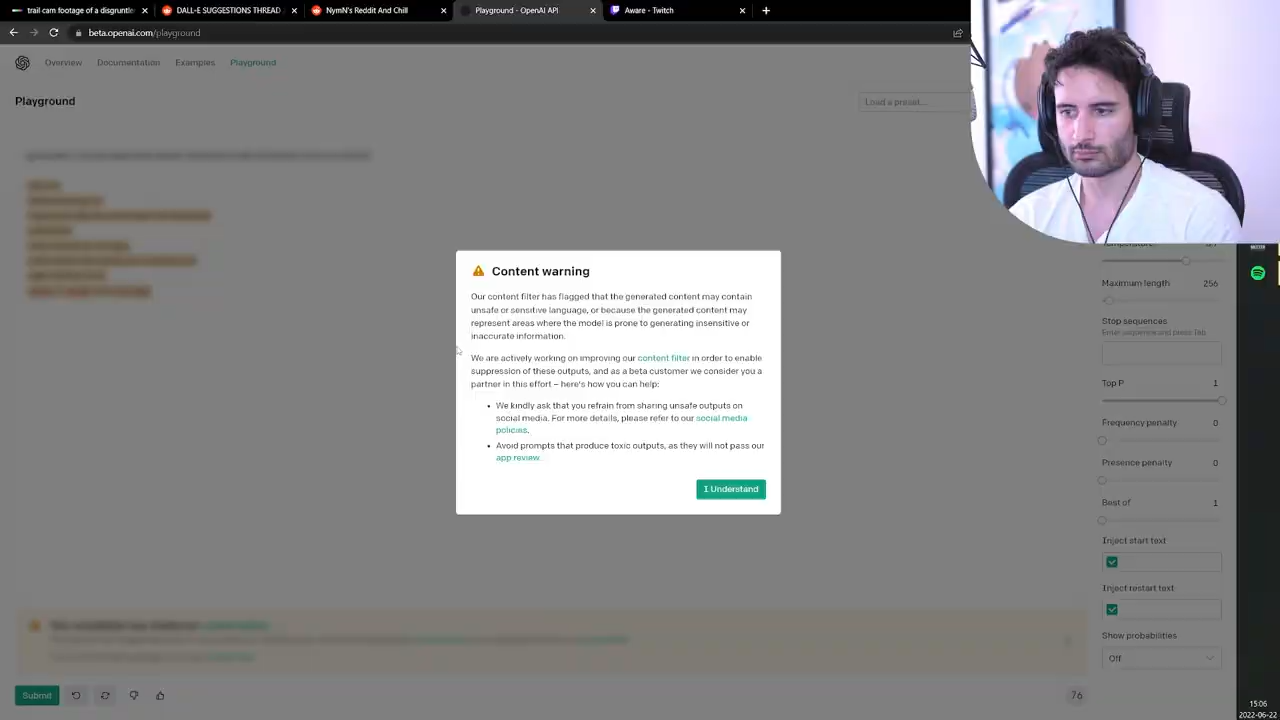 trail cam footage of a disgruntle
DALL-E SUGGESTIONS THREAD
NymN's Reddit And Chill
Playground - OpenAI API
Aware - Twitch
beta.openai.com/playground
Overview
Documentation
Examples
Playground
Playground
Load a preset...
Content warning
Our content filter has flagged that the generated content may contain
unsafe or sensitive language, or because the generated content may
represent areas where the model is prone to generating insensitive or
inaccurate information.
We are actively working on improving our content filter in order to enable
suppression of these outputs, and as a beta customer we consider you a
partner in this effort – here's how you can help:
• We kindly ask that you refrain from sharing unsafe outputs on
social media. For more details, please refer to our social media
policies.
• Avoid prompts that produce toxic outputs, as they will not pass our
app review.
I Understand
Maximum length 256
Stop sequences
Enter sequence and press Tab
Top P 1
Frequency penalty 0
Presence penalty 0
Best of 1
Inject start text
Inject restart text
Show probabilities
Off
Submit
76
15:06
2022-06-22